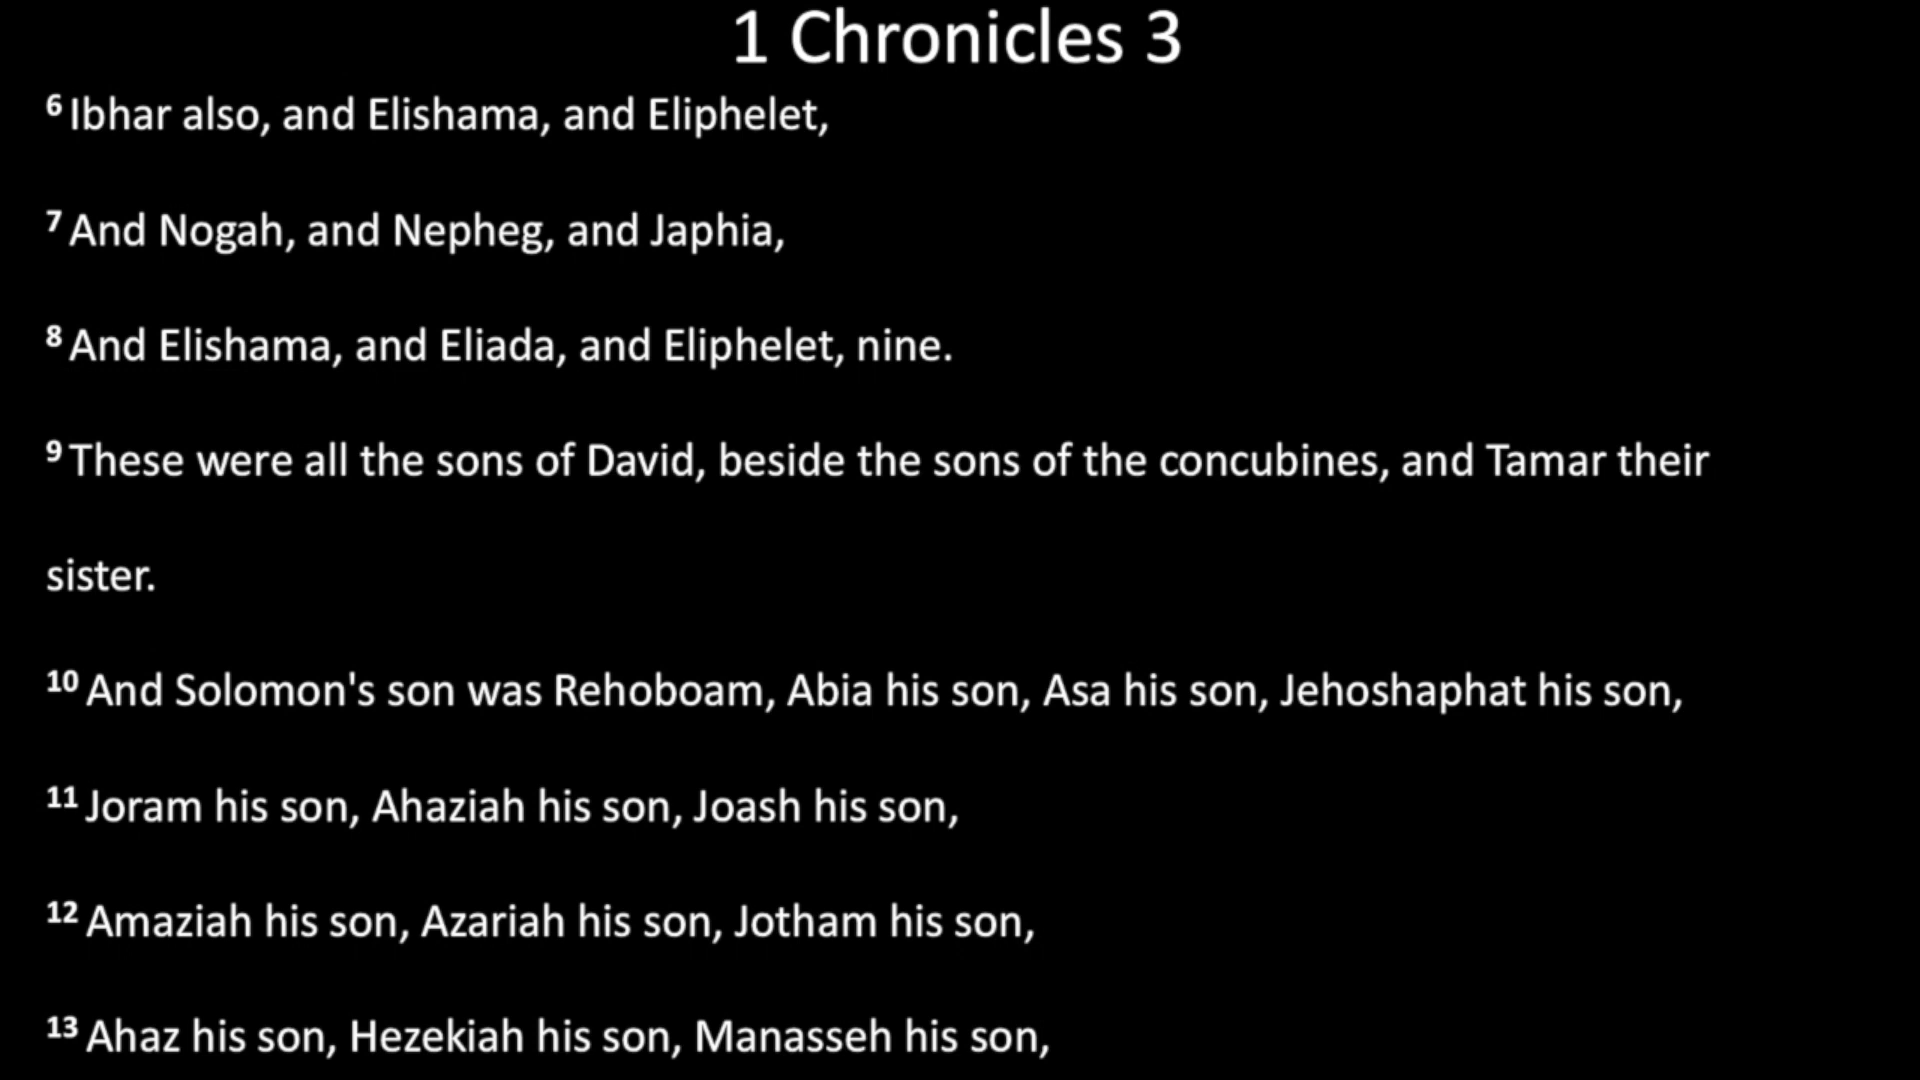 1 Chronicles 3
6 Ibhar also, and Elishama, and Eliphelet,
7 And Nogah, and Nepheg, and Japhia,
8 And Elishama, and Eliada, and Eliphelet, nine.
9 These were all the sons of David, beside the sons of the concubines, and Tamar their
sister.
10 And Solomon's son was Rehoboam, Abia his son, Asa his son, Jehoshaphat his son,
11 Joram his son, Ahaziah his son, Joash his son,
12 Amaziah his son, Azariah his son, Jotham his son,
13 Ahaz his son, Hezekiah his son, Manasseh his son,